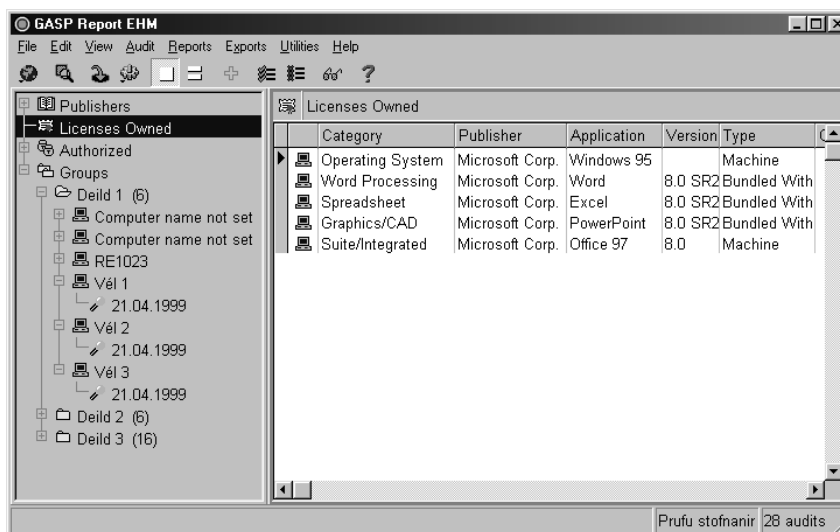 GASP Report EHM
File Edit View Audit Reports Exports Utilities Help
Publishers
Licenses Owned
Authorized
Groups
Deild 1 (6)
Computer name not set
Computer name not set
RE1023
Vél 1
21.04.1999
Vél 2
21.04.1999
Vél 3
21.04.1999
Deild 2 (6)
Deild 3 (16)
Licenses Owned
Category Publisher Application Version Type
Operating System Microsoft Corp. Windows 95 Machine
Word Processing Microsoft Corp. Word 8.0 SR2 Bundled With
Spreadsheet Microsoft Corp. Excel 8.0 SR2 Bundled With
Graphics/CAD Microsoft Corp. PowerPoint 8.0 SR2 Bundled With
Suite/Integrated Microsoft Corp. Office 97 8.0 Machine
Prufu stofnanir 28 audits